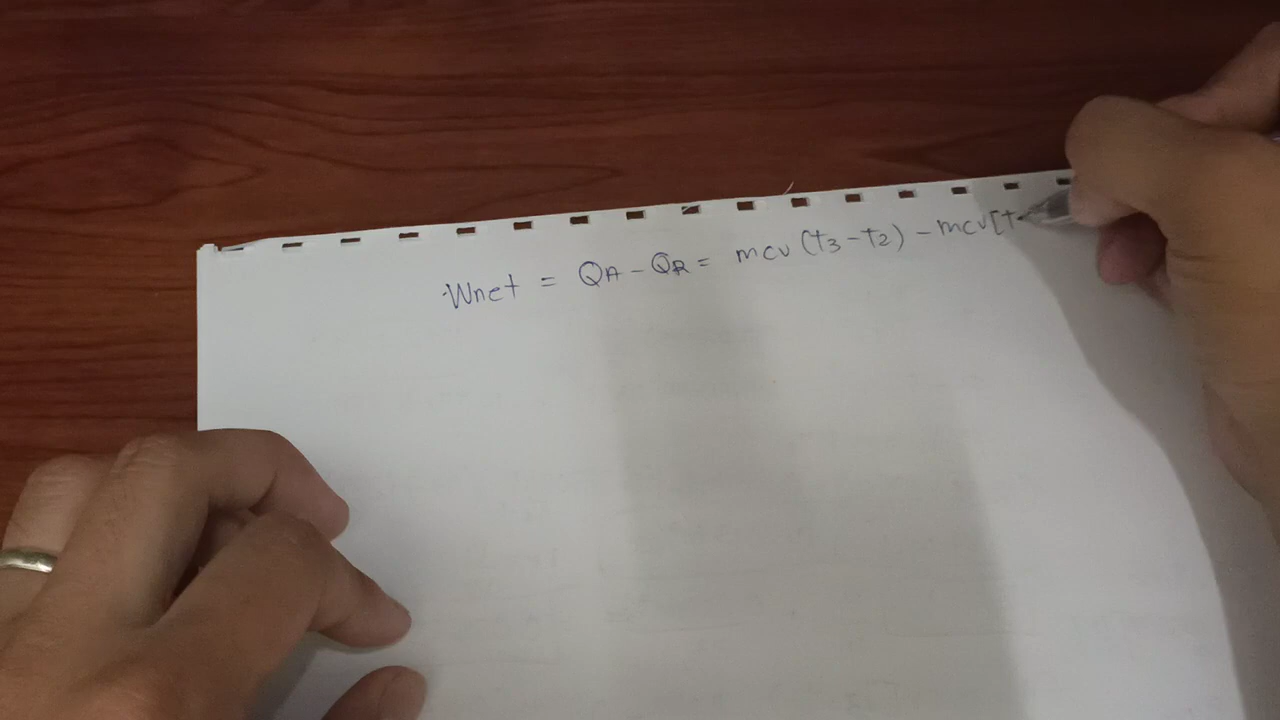 Wnet = QA - QR = mcv (t3 - t2) - mcv [t